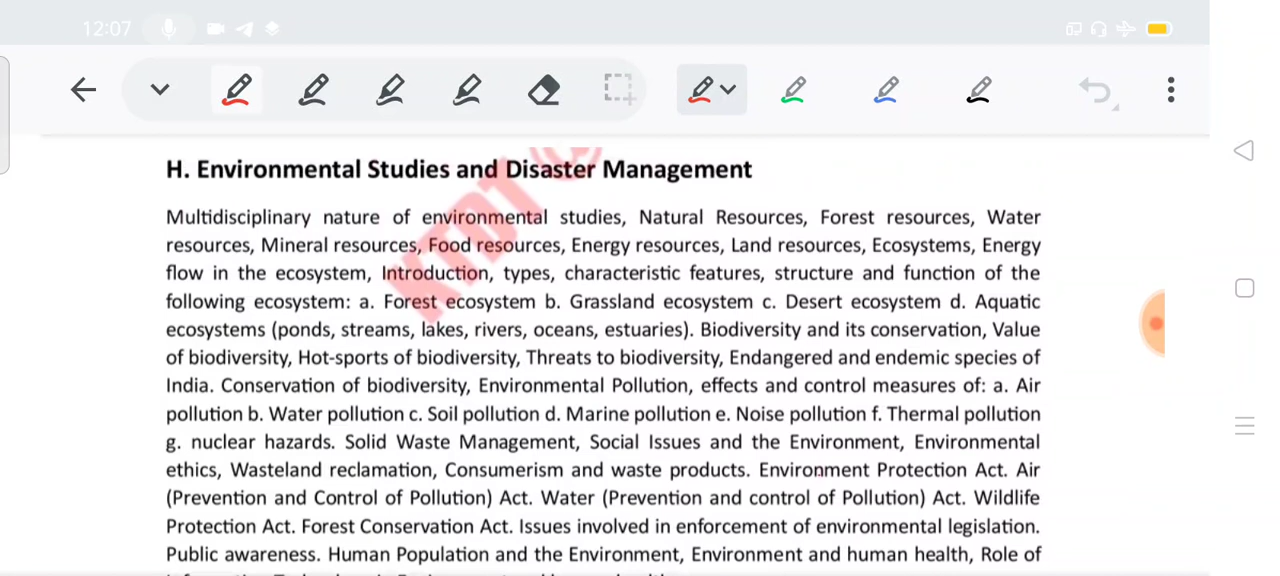 12:07
H. Environmental Studies and Disaster Management
KTDT @
Multidisciplinary nature of environmental studies, Natural Resources, Forest resources, Water
resources, Mineral resources, Food resources, Energy resources, Land resources, Ecosystems, Energy
flow in the ecosystem, Introduction, types, characteristic features, structure and function of the
following ecosystem: a. Forest ecosystem b. Grassland ecosystem c. Desert ecosystem d. Aquatic
ecosystems (ponds, streams, lakes, rivers, oceans, estuaries). Biodiversity and its conservation, Value
of biodiversity, Hot-sports of biodiversity, Threats to biodiversity, Endangered and endemic species of
India. Conservation of biodiversity, Environmental Pollution, effects and control measures of: a. Air
pollution b. Water pollution c. Soil pollution d. Marine pollution e. Noise pollution f. Thermal pollution
g. nuclear hazards. Solid Waste Management, Social Issues and the Environment, Environmental
ethics, Wasteland reclamation, Consumerism and waste products. Environment Protection Act. Air
(Prevention and Control of Pollution) Act. Water (Prevention and control of Pollution) Act. Wildlife
Protection Act. Forest Conservation Act. Issues involved in enforcement of environmental legislation.
Public awareness. Human Population and the Environment, Environment and human health, Role of